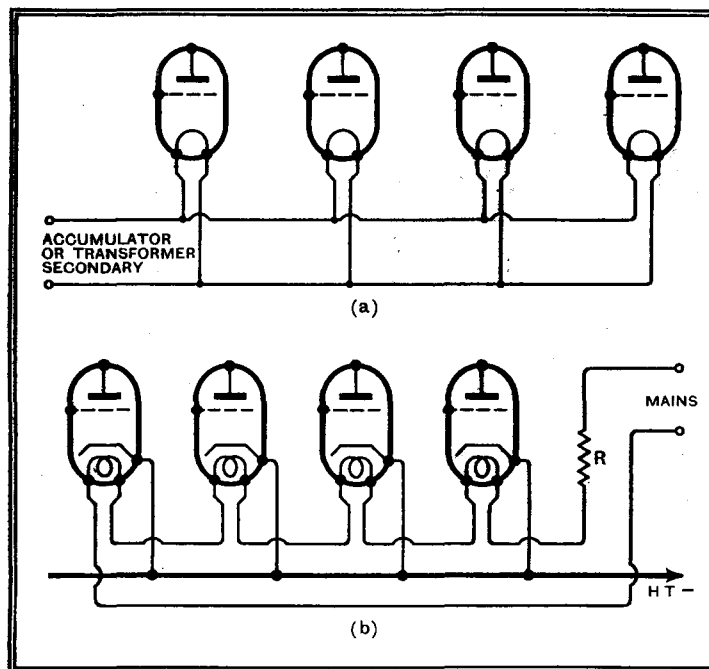 ACCUMULATOR
OR TRANSFORMER
SECONDARY
(a)
MAINS
R
HT-
(b)